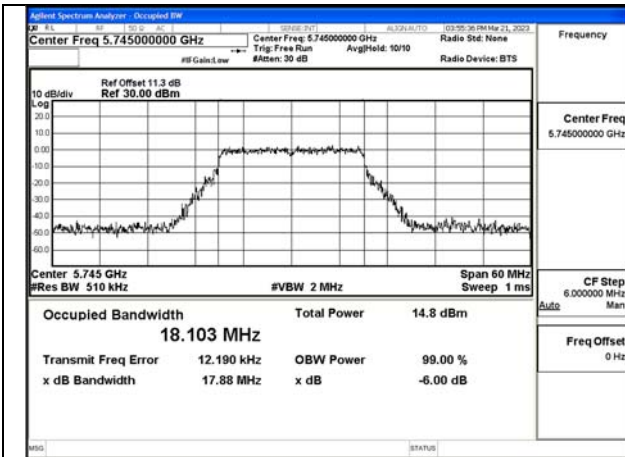 Agilent Spectrum Analyzer - Occupied BW
RL RF 50 Ω AC SENSE:INT ALIGN AUTO 03:55:36 PM Mar 21, 2023
Center Freq 5.745000000 GHz Center Freq: 5.745000000 GHz Radio Std: None Frequency
Trig: Free Run Avg|Hold: 10/10
#IFGain:Low #Atten: 30 dB Radio Device: BTS
Ref Offset 11.3 dB
10 dB/div Ref 30.00 dBm
Log
20.0
10.0
0.00
-10.0
-20.0
-30.0
-40.0
-50.0
-60.0
Center Freq
5.745000000 GHz
Center 5.745 GHz Span 60 MHz
#Res BW 510 kHz #VBW 2 MHz Sweep 1 ms
CF Step
6.000000 MHz
Auto Man
Occupied Bandwidth Total Power 14.8 dBm
18.103 MHz
Transmit Freq Error 12.190 kHz OBW Power 99.00 %
x dB Bandwidth 17.88 MHz x dB -6.00 dB
Freq Offset
0 Hz
MSG STATUS